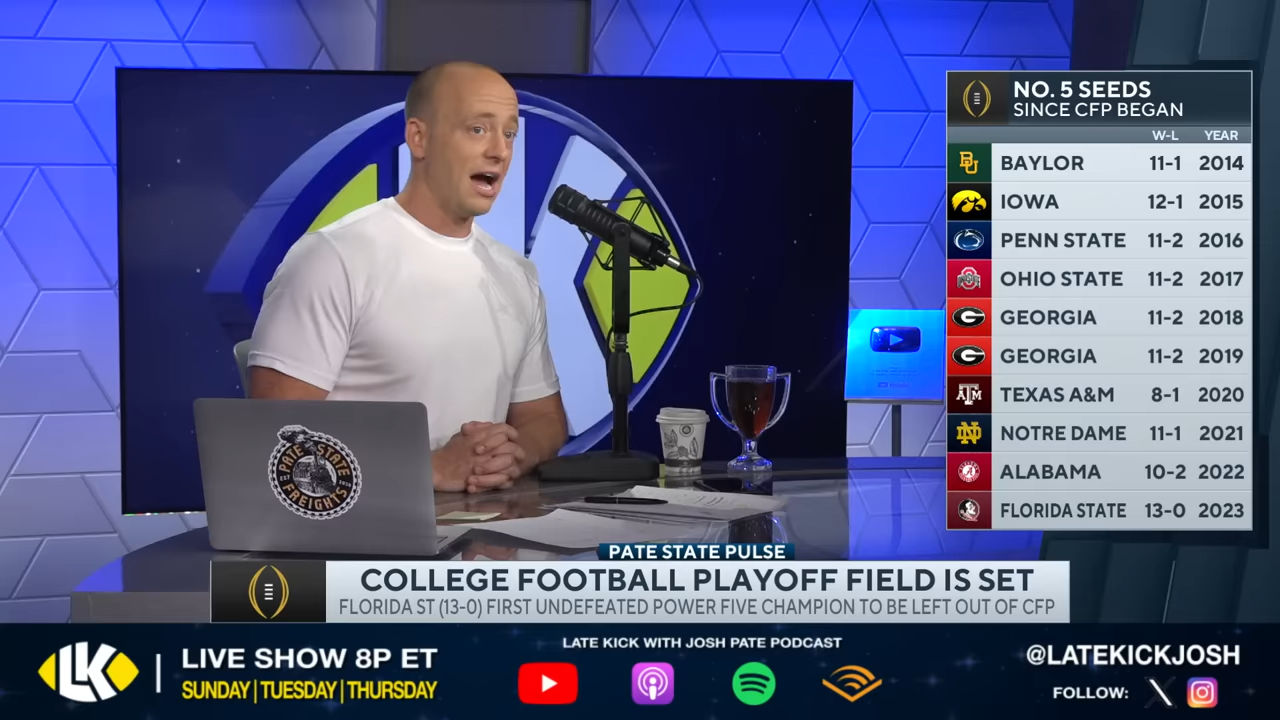 NO. 5 SEEDS
SINCE CFP BEGAN
W-L YEAR
BAYLOR 11-1 2014
IOWA 12-1 2015
PENN STATE 11-2 2016
OHIO STATE 11-2 2017
GEORGIA 11-2 2018
GEORGIA 11-2 2019
TEXAS A&M 8-1 2020
NOTRE DAME 11-1 2021
ALABAMA 10-2 2022
FLORIDA STATE 13-0 2023
PATE STATE
EST 2020
FREIGHTS
PATE STATE PULSE
COLLEGE FOOTBALL PLAYOFF FIELD IS SET
FLORIDA ST (13-0) FIRST UNDEFEATED POWER FIVE CHAMPION TO BE LEFT OUT OF CFP
LK
LIVE SHOW 8P ET
SUNDAY | TUESDAY | THURSDAY
LATE KICK WITH JOSH PATE PODCAST
@LATEKICKJOSH
FOLLOW: